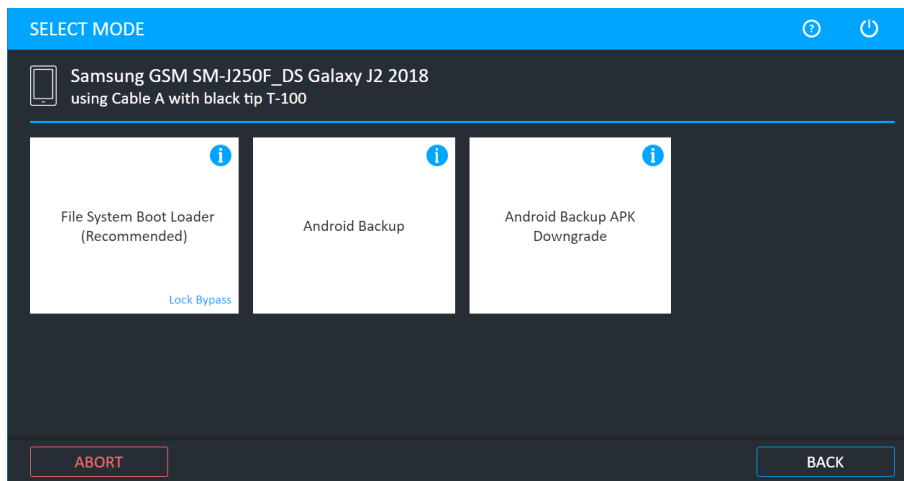 SELECT MODE
Samsung GSM SM-J250F_DS Galaxy J2 2018
using Cable A with black tip T-100
File System Boot Loader
(Recommended)
Lock Bypass
Android Backup
Android Backup APK
Downgrade
ABORT
BACK